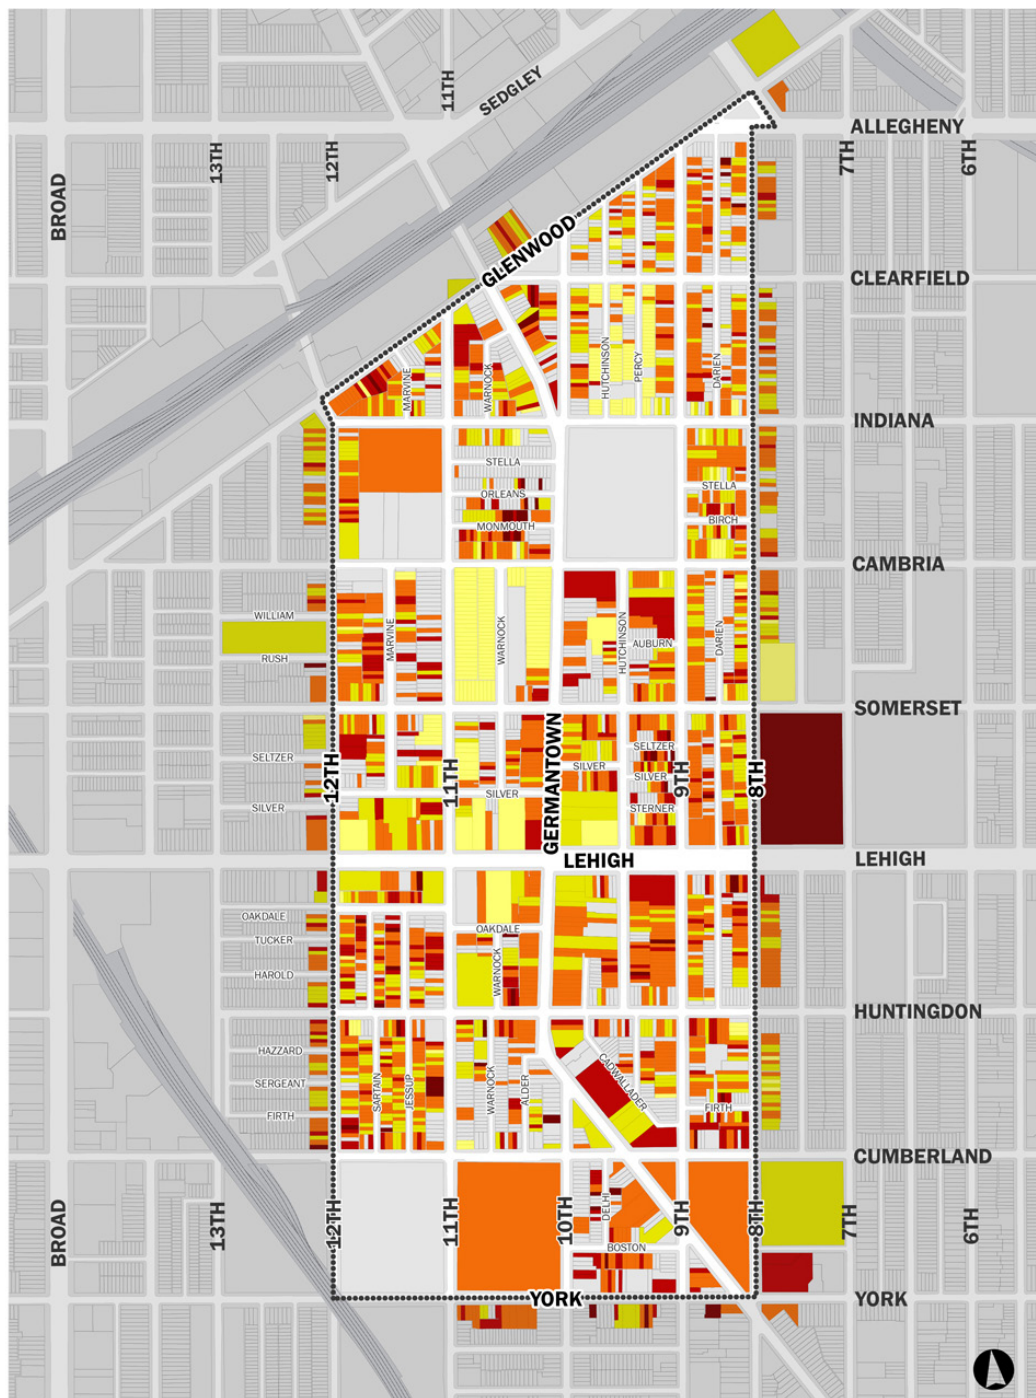 11TH
SEDGLEY
ALLEGHENY
BROAD
13TH
12TH
7TH
6TH
GLENWOOD
CLEARFIELD
MARVINE
WARNOCK
HUTCHINSON
PERCY
DARIEN
INDIANA
STELLA
ORLEANS
MONMOUTH
STELLA
BIRCH
CAMBRIA
WILLIAM
RUSH
MARVINE
WARNOCK
HUTCHINSON
AUBURN
DARIEN
SOMERSET
SELTZER
SILVER
12TH
11TH
SILVER
GERMANTOWN
SILVER
SELTZER
SILVER
STERNER
9TH
8TH
LEHIGH
LEHIGH
OAKDALE
TUCKER
HAROLD
OAKDALE
WARNOCK
HUNTINGDON
HAZZARD
SERGEANT
FIRTH
SARTAIN
JESSUP
WARNOCK
ALDER
CADWALLADER
FIRTH
CUMBERLAND
BROAD
13TH
12TH
11TH
10TH
DELHI
BOSTON
9TH
8TH
7TH
6TH
YORK
YORK